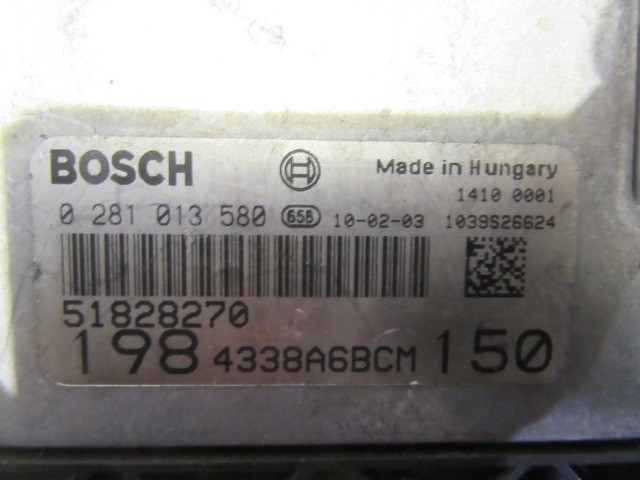 BOSCH Made in Hungary
1410 0001
0 281 013 580 658 10-02-03 1039S26624
51828270
198 4338A6BCM 150